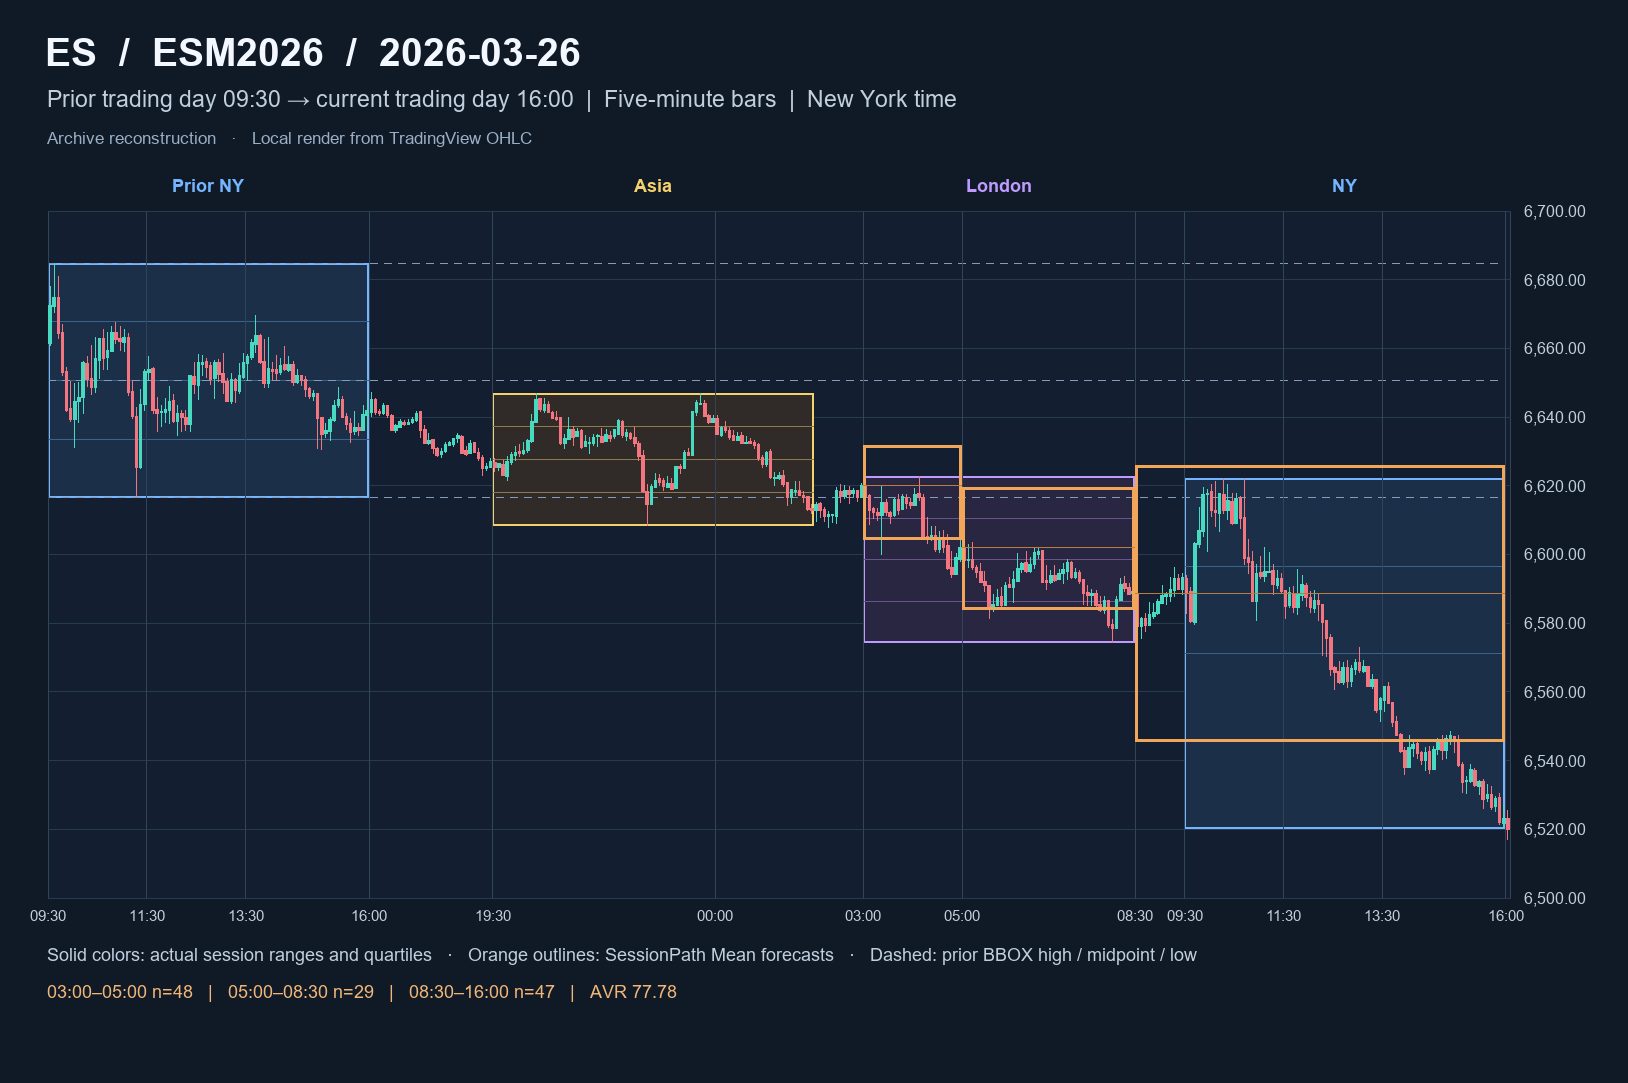 ES / ESM2026 / 2026-03-26
Prior trading day 09:30 → current trading day 16:00 | Five-minute bars | New York time
Archive reconstruction · Local render from TradingView OHLC
Prior NY Asia London NY
6,700.00
6,680.00
6,660.00
6,640.00
6,620.00
6,600.00
6,580.00
6,560.00
6,540.00
6,520.00
6,500.00
09:30 11:30 13:30 16:00 19:30 00:00 03:00 05:00 08:30 09:30 11:30 13:30 16:00
Solid colors: actual session ranges and quartiles · Orange outlines: SessionPath Mean forecasts · Dashed: prior BBOX high / midpoint / low
03:00–05:00 n=48 | 05:00–08:30 n=29 | 08:30–16:00 n=47 | AVR 77.78